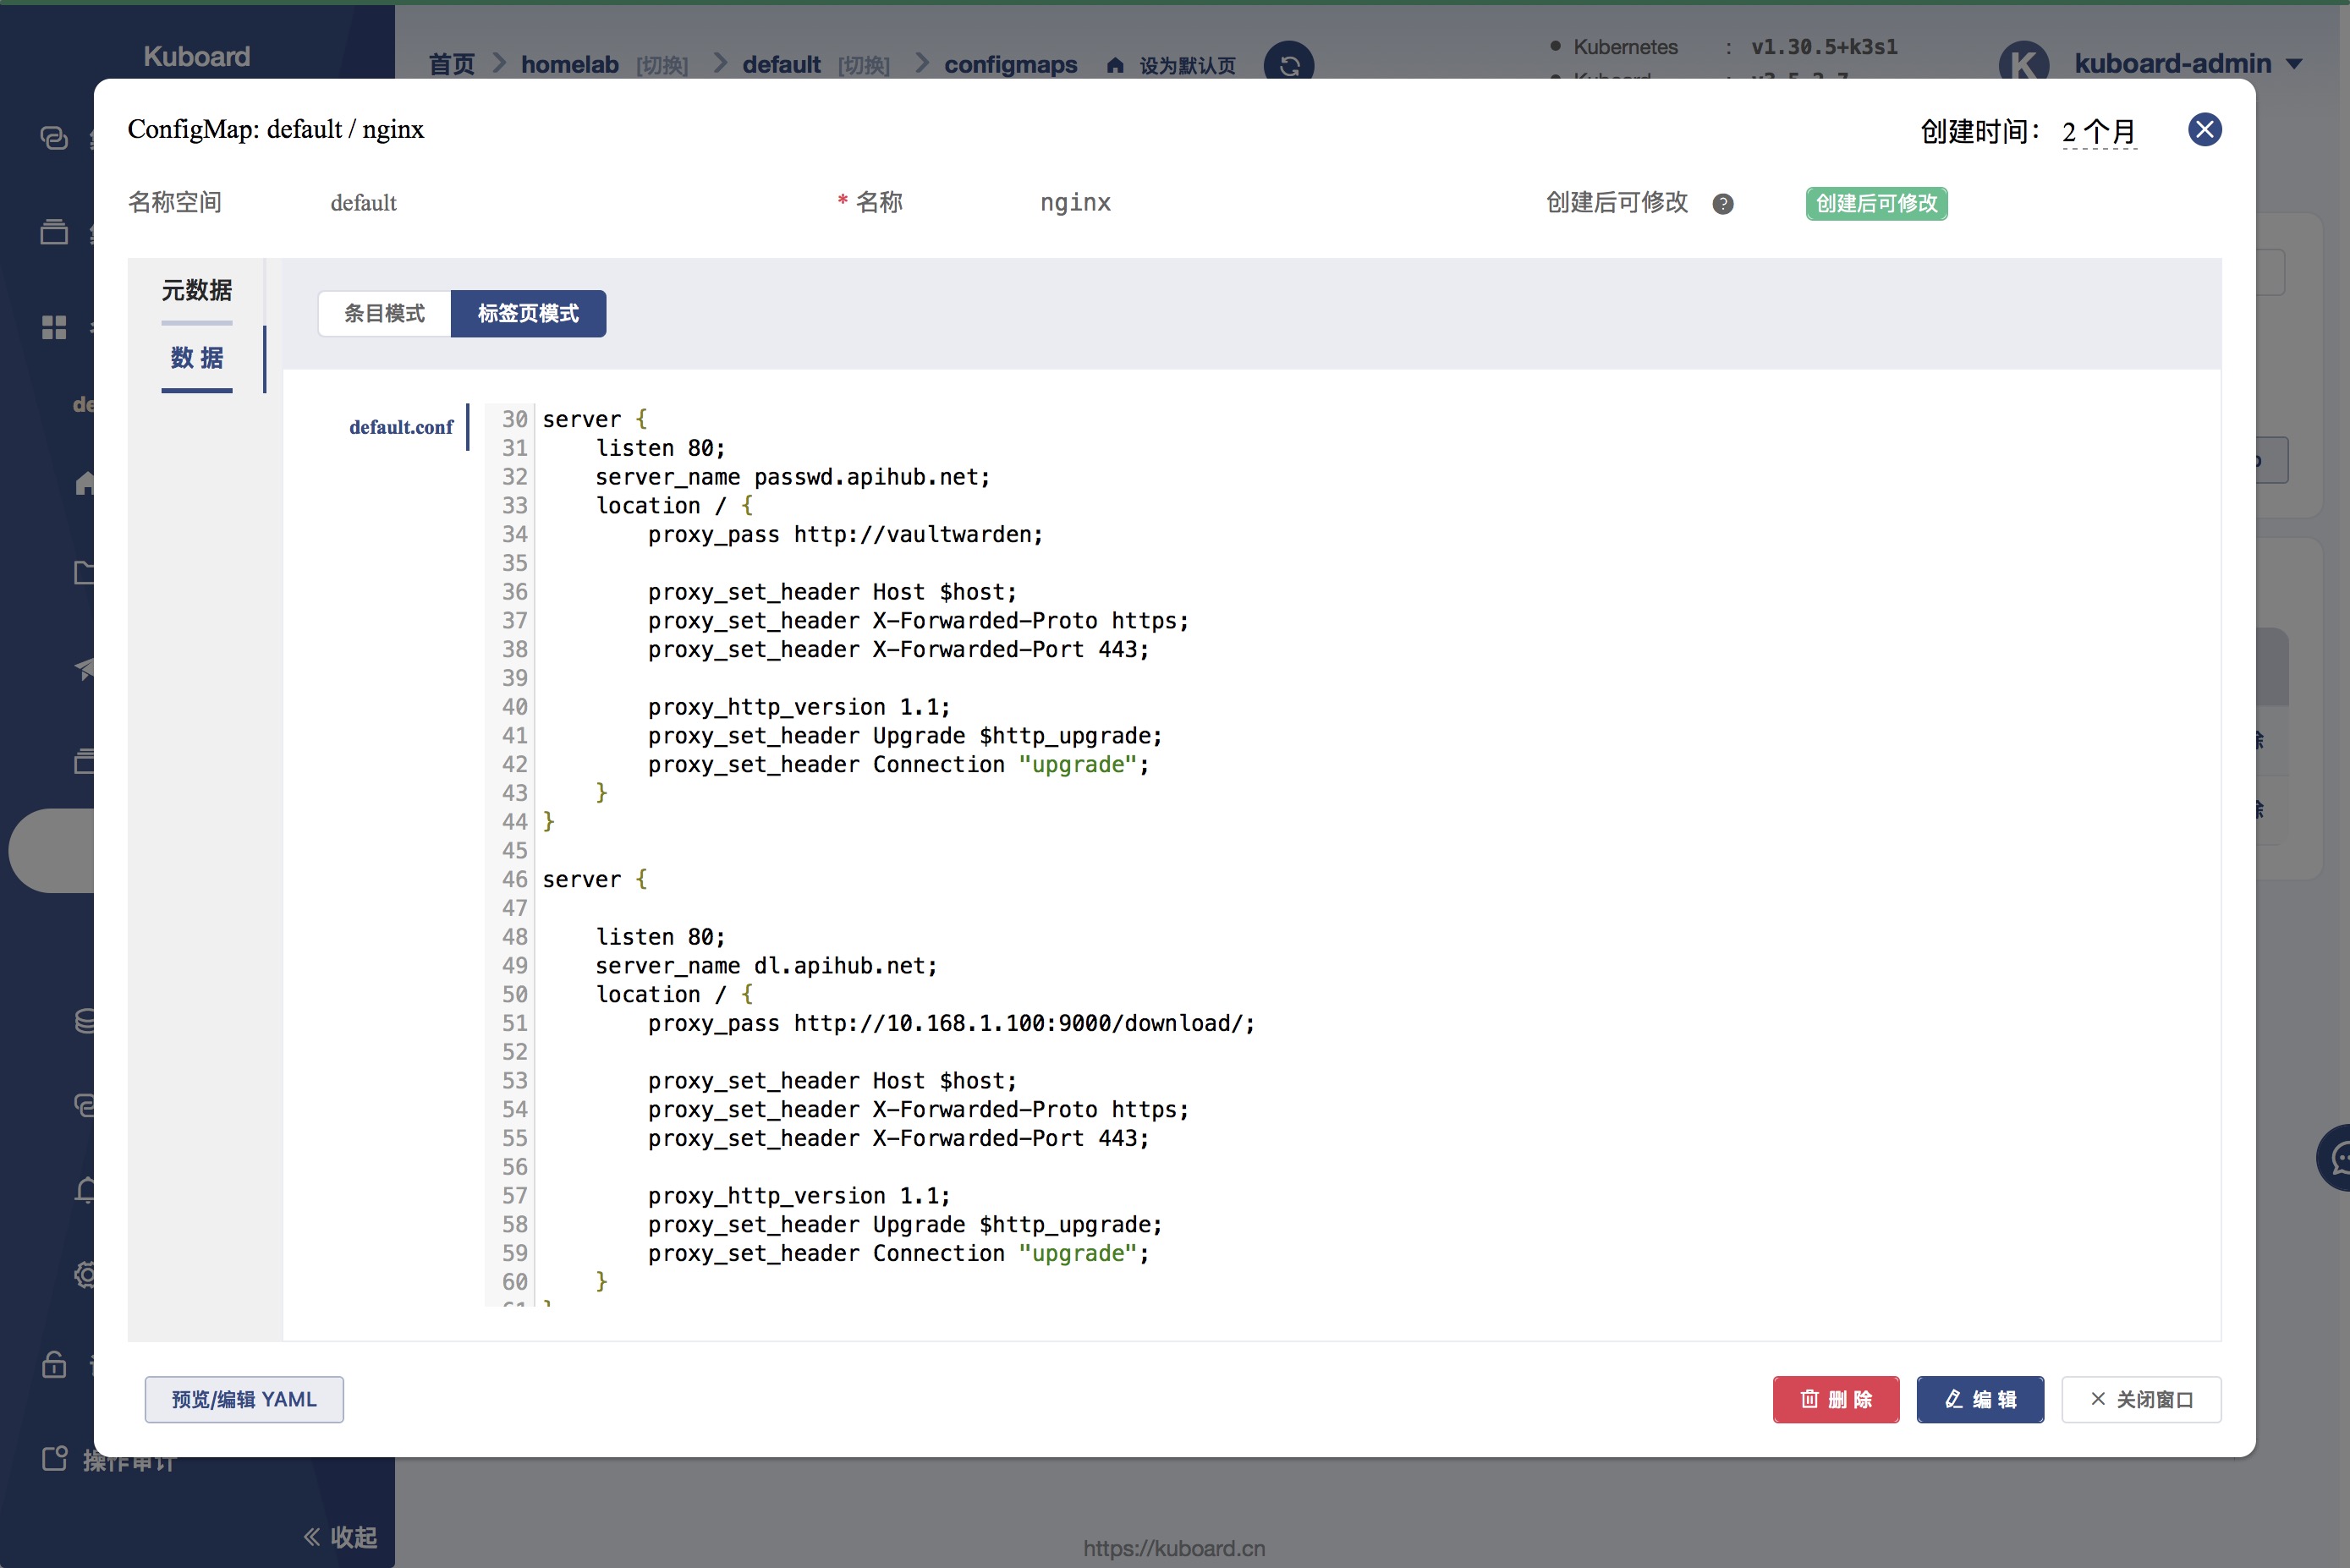 Kuboard
首页 homelab [切换] default [切换] configmaps 设为默认页
Kubernetes : v1.30.5+k3s1
K kuboard-admin
ConfigMap: default / nginx
创建时间： 2 个月
名称空间 default
* 名称 nginx
创建后可修改 ? 创建后可修改
元数据
数 据
条目模式 标签页模式
default.conf
30 server {
31     listen 80;
32     server_name passwd.apihub.net;
33     location / {
34         proxy_pass http://vaultwarden;
35
36         proxy_set_header Host $host;
37         proxy_set_header X-Forwarded-Proto https;
38         proxy_set_header X-Forwarded-Port 443;
39
40         proxy_http_version 1.1;
41         proxy_set_header Upgrade $http_upgrade;
42         proxy_set_header Connection "upgrade";
43     }
44 }
45
46 server {
47
48     listen 80;
49     server_name dl.apihub.net;
50     location / {
51         proxy_pass http://10.168.1.100:9000/download/;
52
53         proxy_set_header Host $host;
54         proxy_set_header X-Forwarded-Proto https;
55         proxy_set_header X-Forwarded-Port 443;
56
57         proxy_http_version 1.1;
58         proxy_set_header Upgrade $http_upgrade;
59         proxy_set_header Connection "upgrade";
60     }
预览/编辑 YAML
删 除
编 辑
关闭窗口
操作审计
收起
https://kuboard.cn